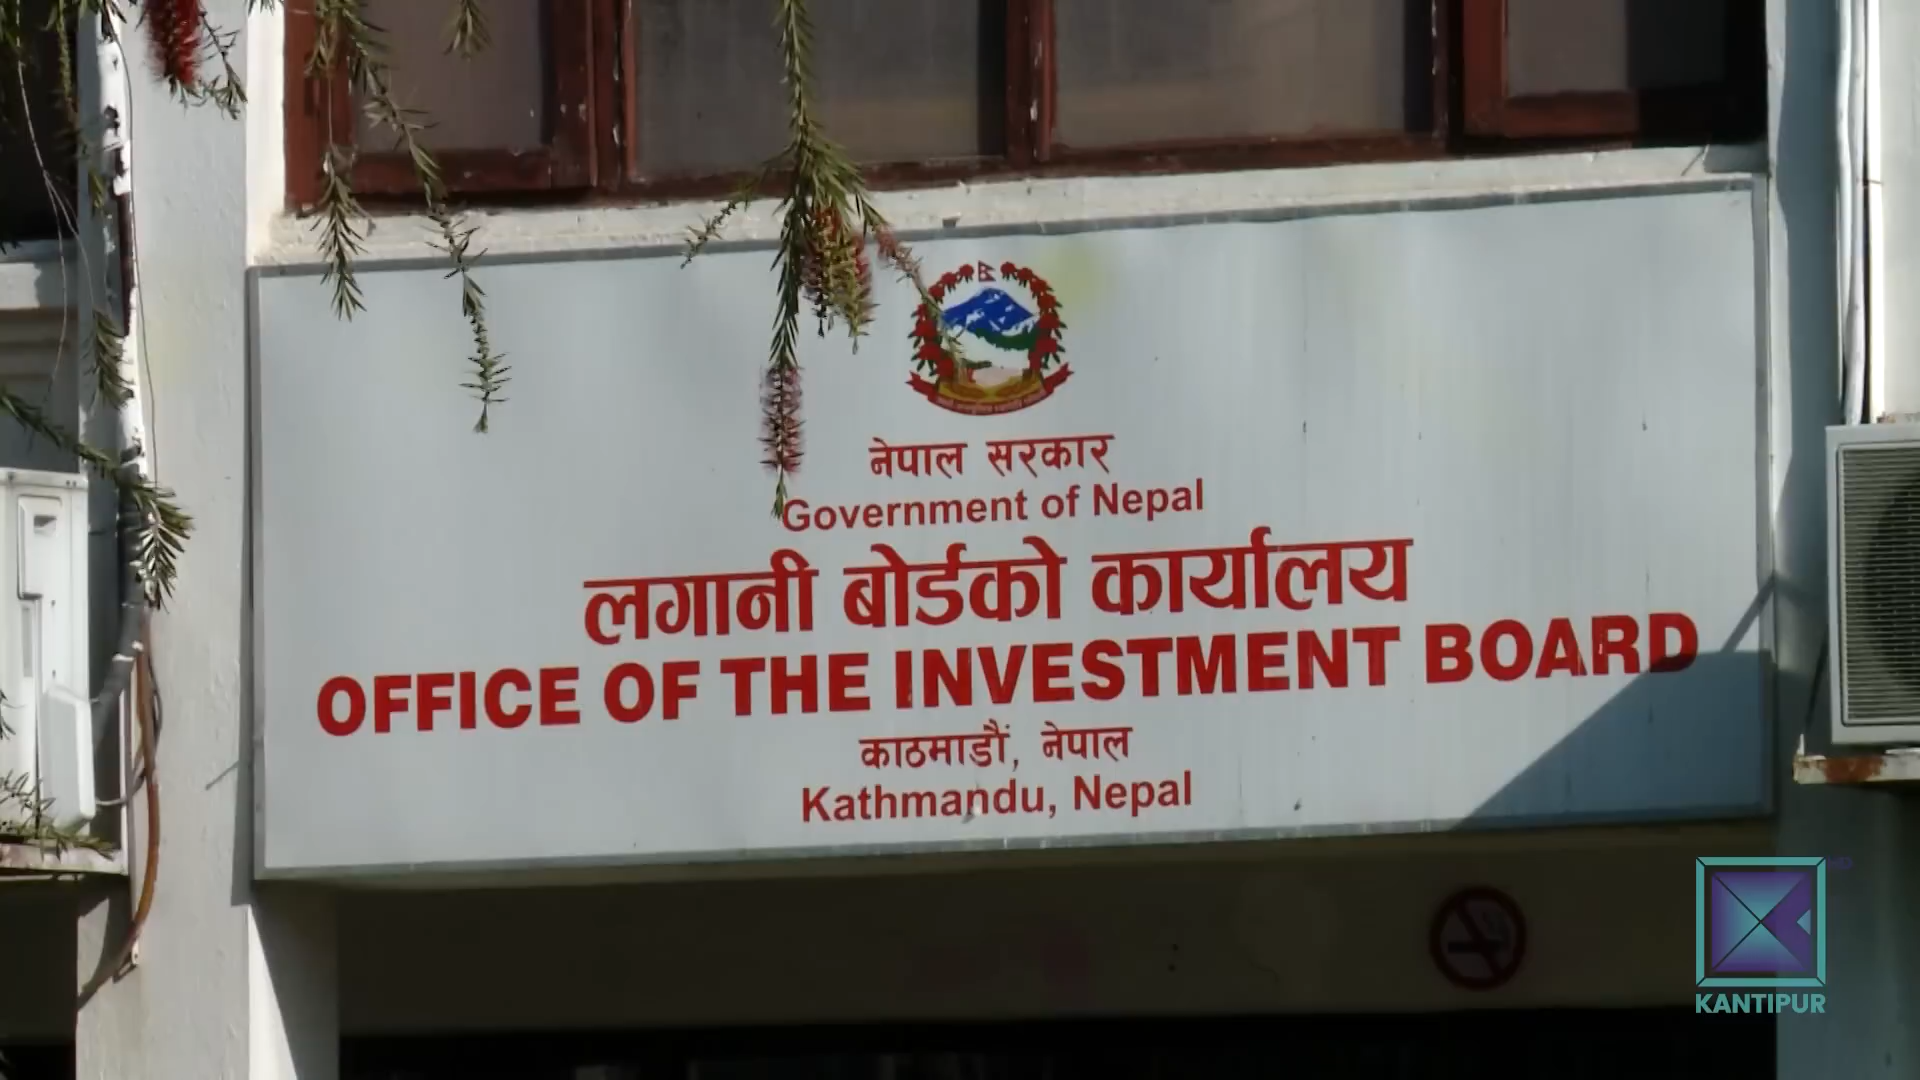 नेपाल सरकार
Government of Nepal
लगानी बोर्डको कार्यालय
OFFICE OF THE INVESTMENT BOARD
काठमाडौं, नेपाल
Kathmandu, Nepal
KANTIPUR